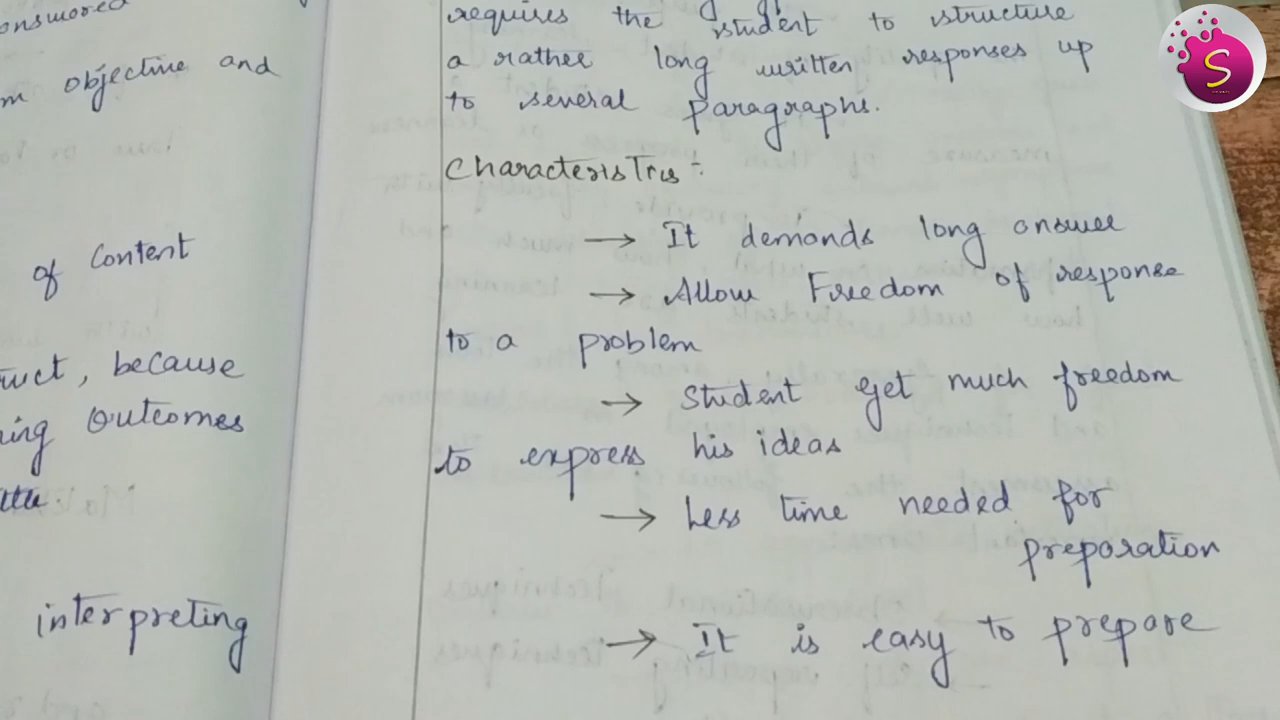 answered
objective and
of content
, because
outcomes
interpreting
requires the student to structure
a rather long written responses up
to several paragraphs.
Characteristics :-
→ It demands long answer
→ Allow Freedom of response
to a problem
→ Student get much freedom
to express his ideas
→ Less time needed for
preparation
→ It is easy to prepare
S